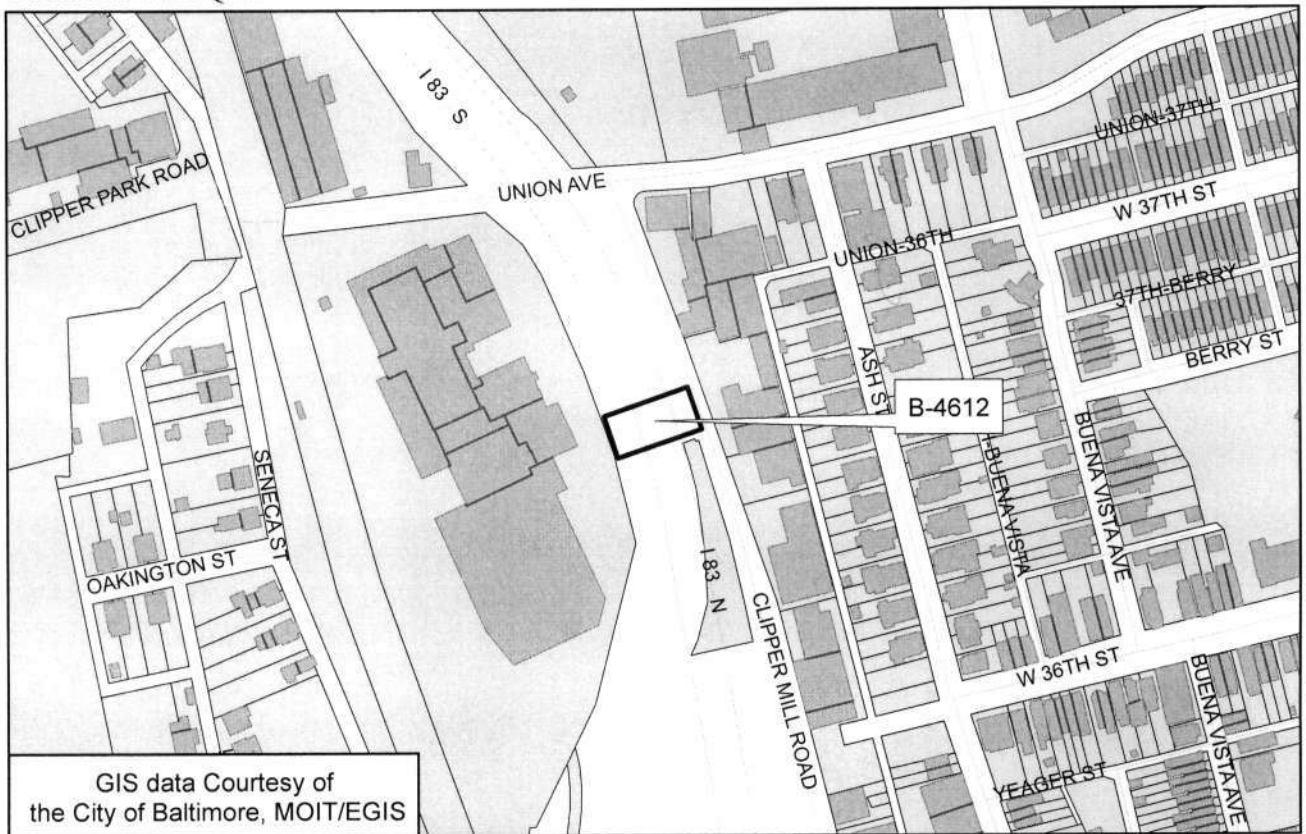 I 83 S
UNION-37TH
CLIPPER PARK ROAD
UNION AVE
W 37TH ST
UNION-36TH
37TH-BERRY
BERRY ST
ASH ST
B-4612
SENECA ST
H-BUENA VISTA
BUENA VISTA AVE
OAKINGTON ST
I 83 N
CLIPPER MILL ROAD
W 36TH ST
BUENA VISTA AVE
YEAGER ST
GIS data Courtesy of
the City of Baltimore, MOIT/EGIS